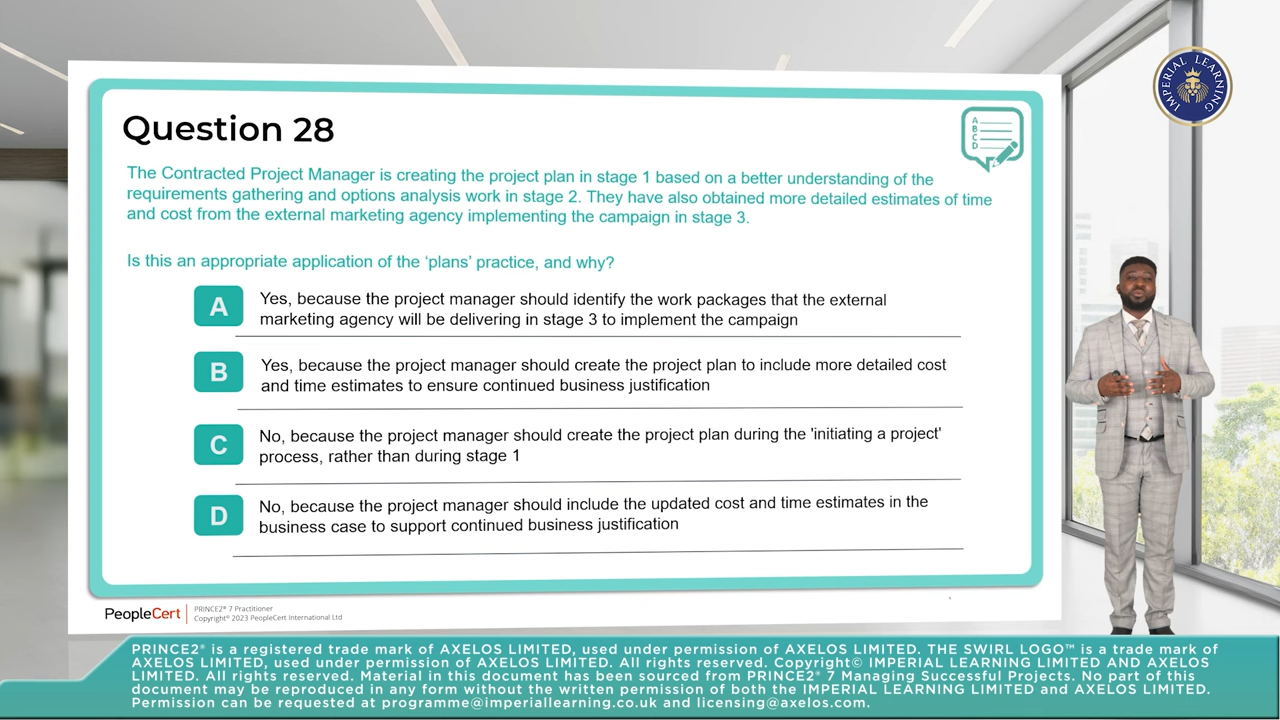 IMPERIAL LEARNING
Question 28
A
B
C
D
The Contracted Project Manager is creating the project plan in stage 1 based on a better understanding of the
requirements gathering and options analysis work in stage 2. They have also obtained more detailed estimates of time
and cost from the external marketing agency implementing the campaign in stage 3.
Is this an appropriate application of the ‘plans’ practice, and why?
A
Yes, because the project manager should identify the work packages that the external
marketing agency will be delivering in stage 3 to implement the campaign
B
Yes, because the project manager should create the project plan to include more detailed cost
and time estimates to ensure continued business justification
C
No, because the project manager should create the project plan during the 'initiating a project'
process, rather than during stage 1
D
No, because the project manager should include the updated cost and time estimates in the
business case to support continued business justification
PeopleCert
PRINCE2® 7 Practitioner
Copyright® 2023 PeopleCert International Ltd
PRINCE2® is a registered trade mark of AXELOS LIMITED, used under permission of AXELOS LIMITED. THE SWIRL LOGO™ is a trade mark of
AXELOS LIMITED, used under permission of AXELOS LIMITED. All rights reserved. Copyright© IMPERIAL LEARNING LIMITED AND AXELOS
LIMITED. All rights reserved. Material in this document has been sourced from PRINCE2® 7 Managing Successful Projects. No part of this
document may be reproduced in any form without the written permission of both the IMPERIAL LEARNING LIMITED and AXELOS LIMITED.
Permission can be requested at programme@imperiallearning.co.uk and licensing@axelos.com.